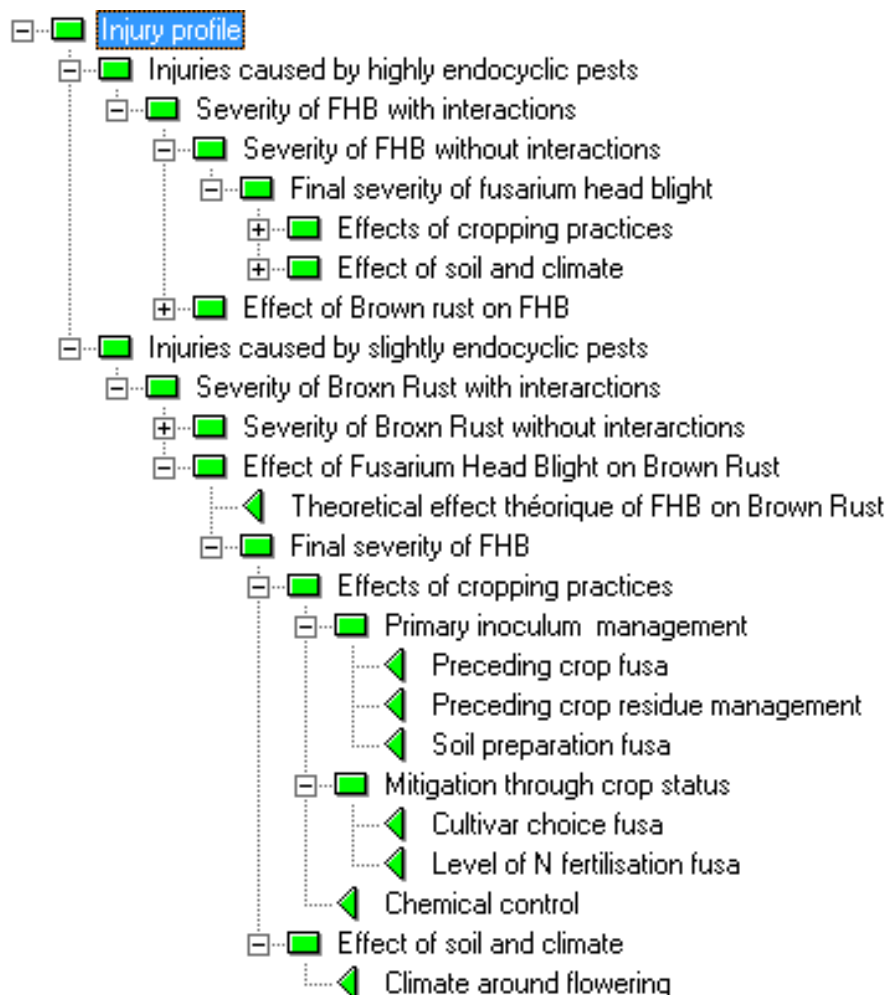 Injury profile
Injuries caused by highly endocyclic pests
Severity of FHB with interactions
Severity of FHB without interactions
Final severity of fusarium head blight
Effects of cropping practices
Effect of soil and climate
Effect of Brown rust on FHB
Injuries caused by slightly endocyclic pests
Severity of Broxn Rust with interarctions
Severity of Broxn Rust without interarctions
Effect of Fusarium Head Blight on Brown Rust
Theoretical effect théorique of FHB on Brown Rust
Final severity of FHB
Effects of cropping practices
Primary inoculum  management
Preceding crop fusa
Preceding crop residue management
Soil preparation fusa
Mitigation through crop status
Cultivar choice fusa
Level of N fertilisation fusa
Chemical control
Effect of soil and climate
Climate around flowering